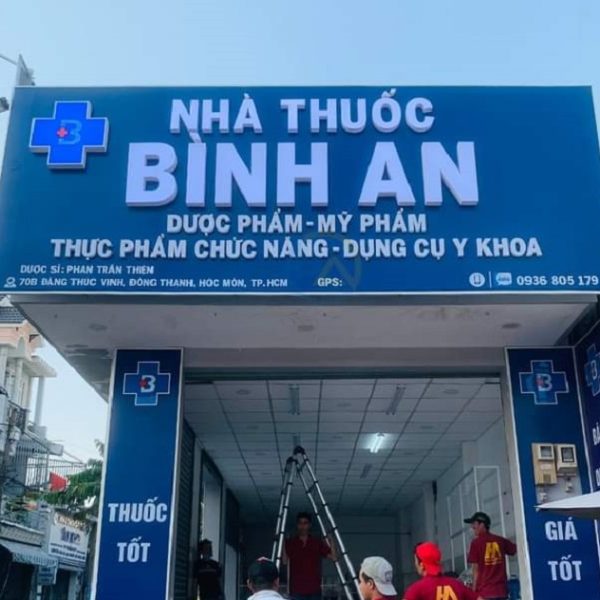 B
NHÀ THUỐC
BÌNH AN
DƯỢC PHẨM - MỸ PHẨM
THỰC PHẨM CHỨC NĂNG - DỤNG CỤ Y KHOA
DƯỢC SĨ: PHAN TRẦN THIÊN
70B ĐẶNG THÚC VỊNH, ĐÔNG THẠNH, HÓC MÔN, TP.HCM GPS:
0936 805 179
B
THUỐC
TỐT
B
GIÁ
TỐT